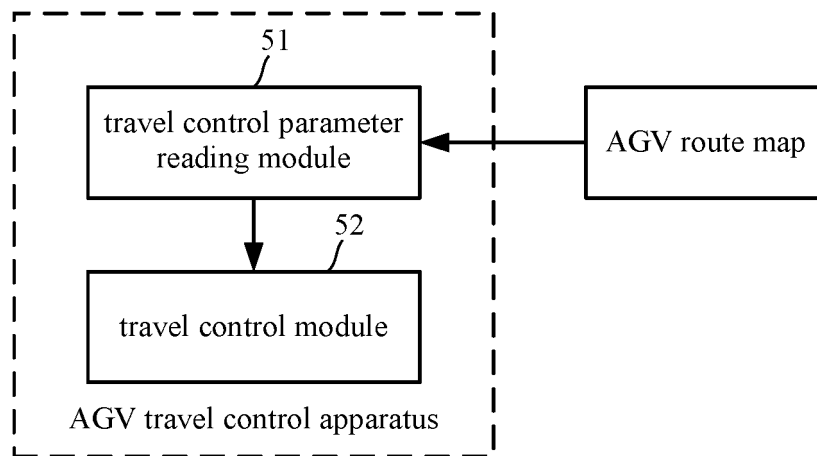 51
travel control parameter
reading module
AGV route map
52
travel control module
AGV travel control apparatus